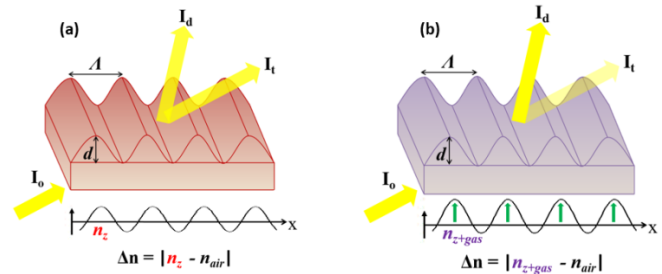 (a)
I_d
I_t
Λ
d
I_o
n_z
x
Δn = |n_z - n_air|
(b)
I_d
I_t
Λ
d
I_o
n_z+gas
x
Δn = |n_z+gas - n_air|